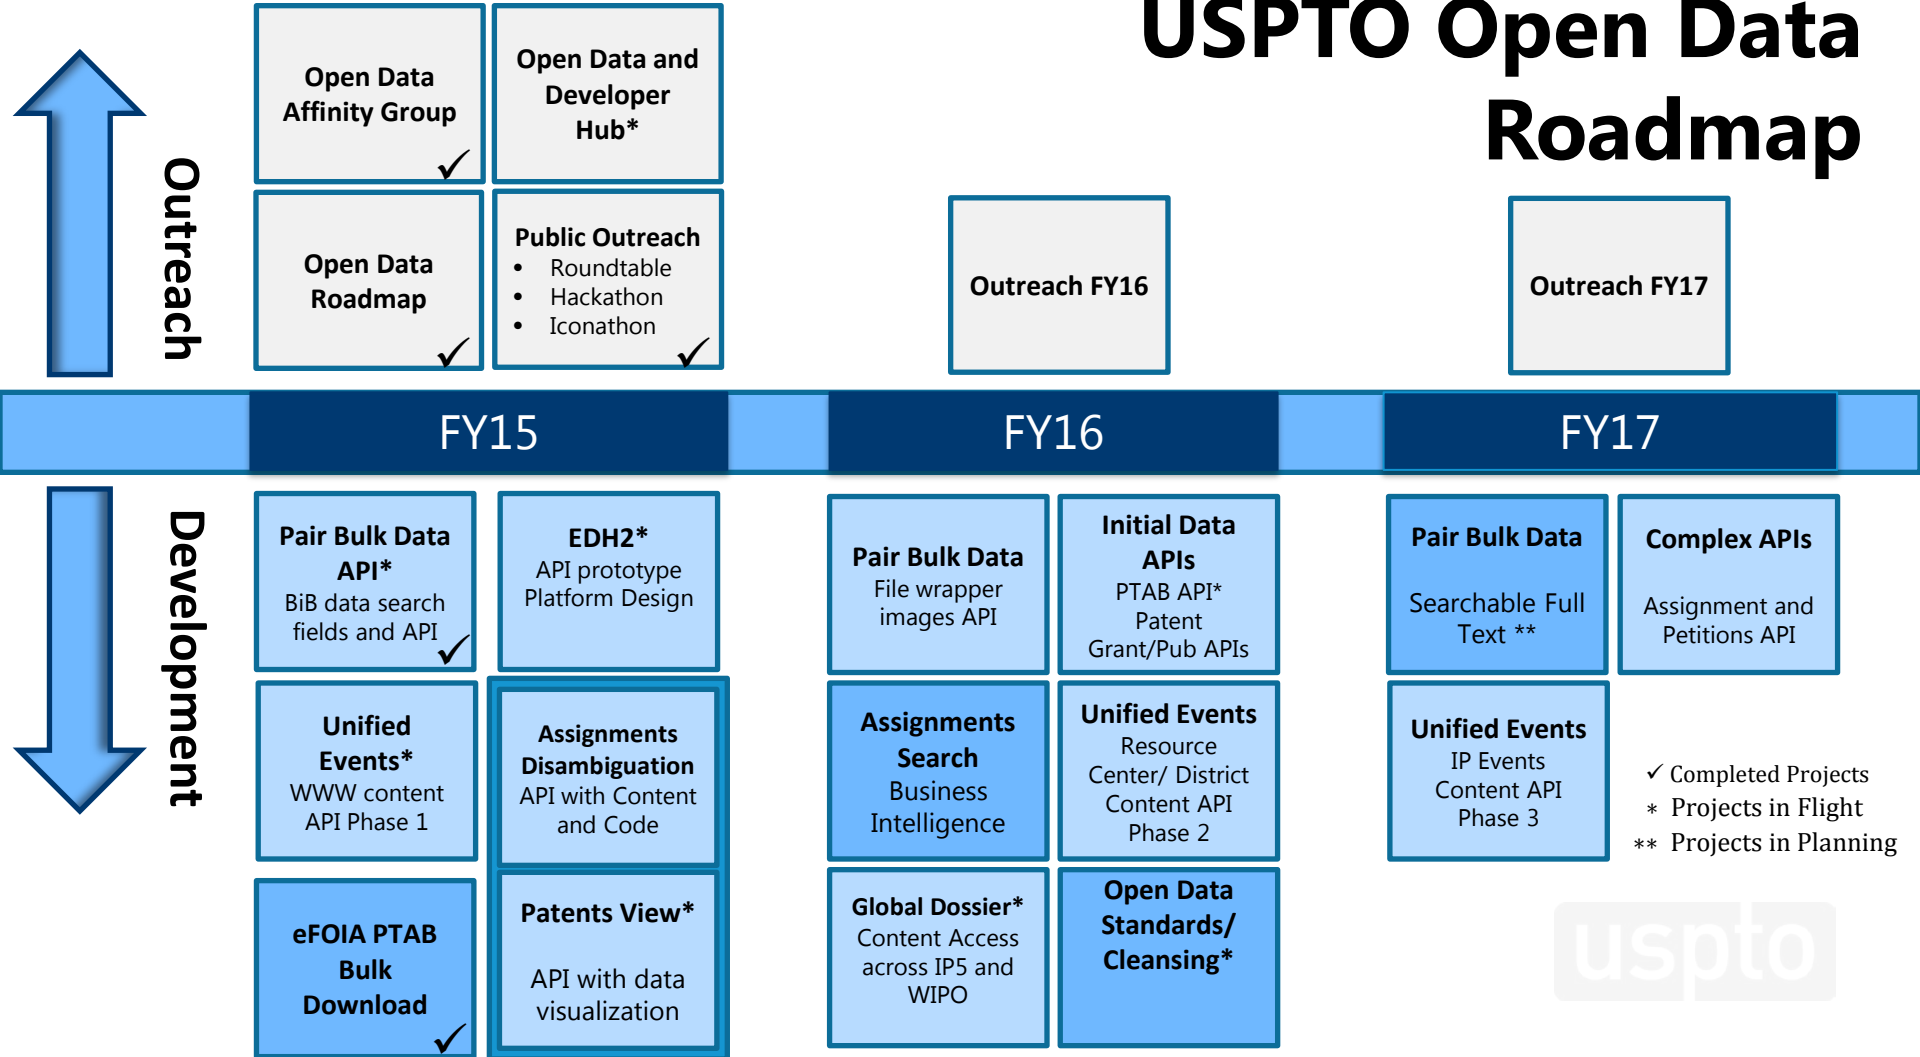 USPTO Open Data
Roadmap
Outreach
Open Data
Affinity Group
✓
Open Data and
Developer
Hub*
Open Data
Roadmap
✓
Public Outreach
• Roundtable
• Hackathon
• Iconathon
✓
Outreach FY16
Outreach FY17
FY15
FY16
FY17
Development
Pair Bulk Data
API*
BiB data search
fields and API
✓
EDH2*
API prototype
Platform Design
Unified
Events*
WWW content
API Phase 1
Assignments
Disambiguation
API with Content
and Code
eFOIA PTAB
Bulk
Download
✓
Patents View*
API with data
visualization
Pair Bulk Data
File wrapper
images API
Initial Data
APIs
PTAB API*
Patent
Grant/Pub APIs
Assignments
Search
Business
Intelligence
Unified Events
Resource
Center/ District
Content API
Phase 2
Global Dossier*
Content Access
across IP5 and
WIPO
Open Data
Standards/
Cleansing*
Pair Bulk Data
Searchable Full
Text **
Complex APIs
Assignment and
Petitions API
Unified Events
IP Events
Content API
Phase 3
✓ Completed Projects
* Projects in Flight
** Projects in Planning
uspto